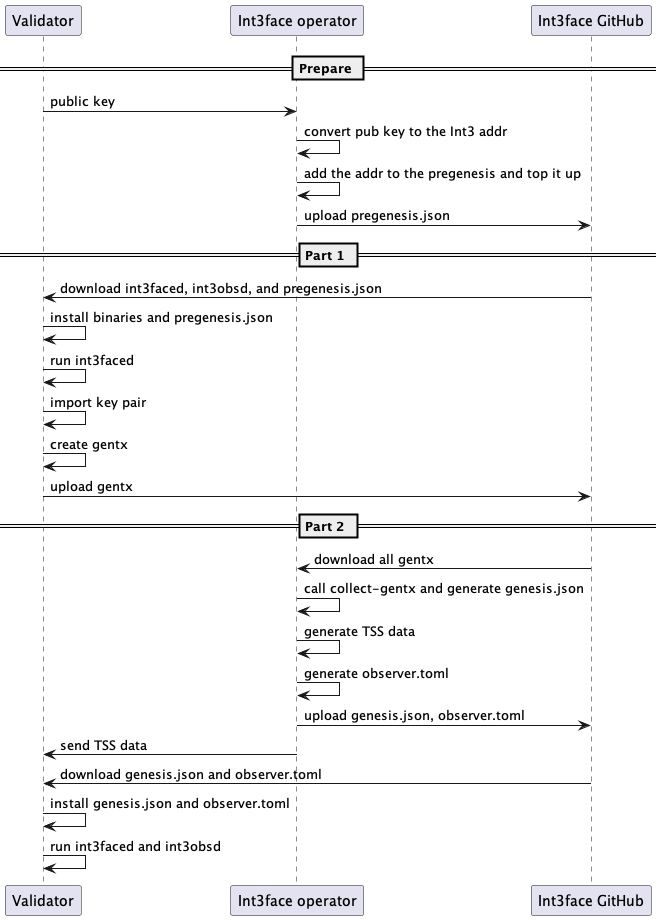 Validator
Int3face operator
Int3face GitHub
Prepare
public key
convert pub key to the Int3 addr
add the addr to the pregenesis and top it up
upload pregenesis.json
Part 1
download int3faced, int3obsd, and pregenesis.json
install binaries and pregenesis.json
run int3faced
import key pair
create gentx
upload gentx
Part 2
download all gentx
call collect-gentx and generate genesis.json
generate TSS data
generate observer.toml
upload genesis.json, observer.toml
send TSS data
download genesis.json and observer.toml
install genesis.json and observer.toml
run int3faced and int3obsd
Validator
Int3face operator
Int3face GitHub